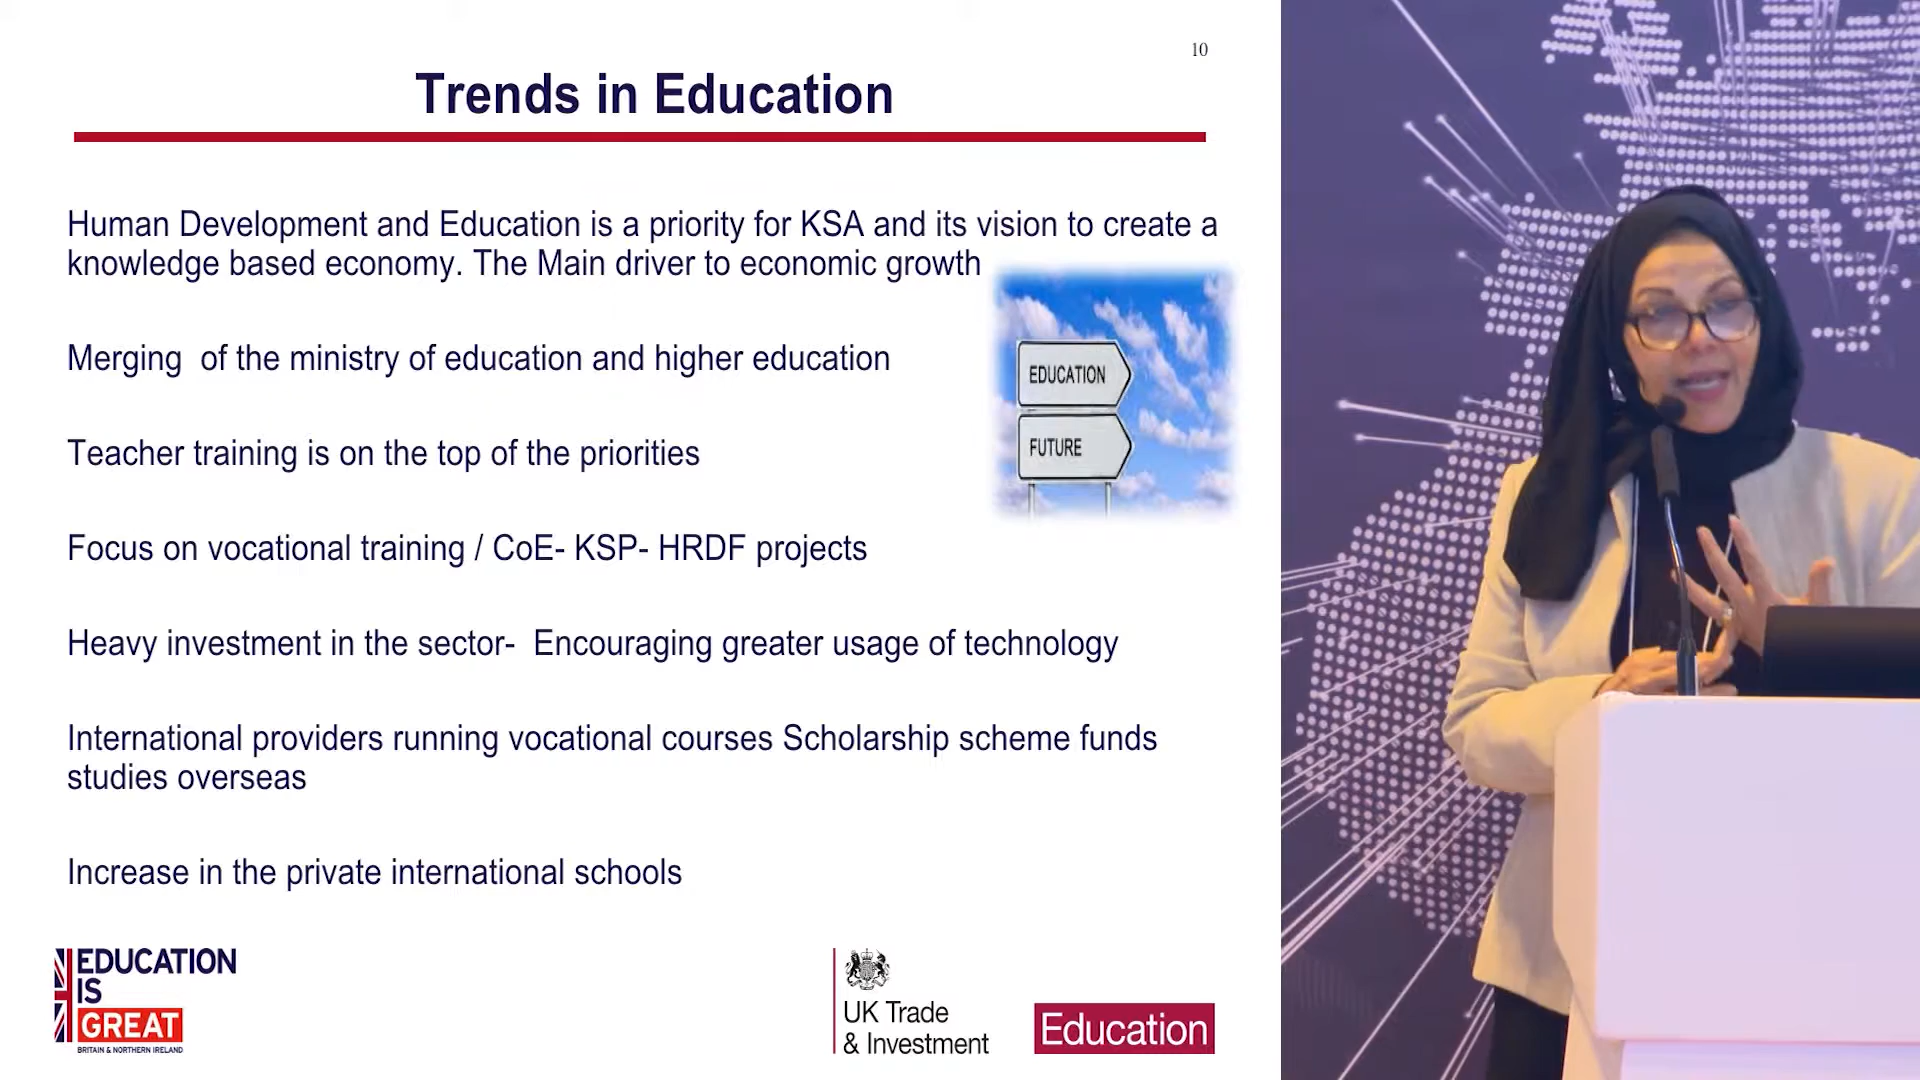 10
Trends in Education
Human Development and Education is a priority for KSA and its vision to create a
knowledge based economy. The Main driver to economic growth
EDUCATION
FUTURE
Merging  of the ministry of education and higher education
Teacher training is on the top of the priorities
Focus on vocational training / CoE- KSP- HRDF projects
Heavy investment in the sector-  Encouraging greater usage of technology
International providers running vocational courses Scholarship scheme funds
studies overseas
Increase in the private international schools
EDUCATION
IS
GREAT
BRITAIN & NORTHERN IRELAND
UK Trade
& Investment
Education